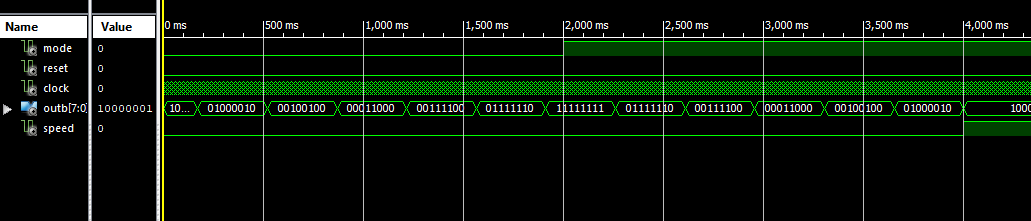 Name Value 0 ms 500 ms 1,000 ms 1,500 ms 2,000 ms 2,500 ms 3,000 ms 3,500 ms 4,000 ms
mode 0
reset 0
clock 0
outb[7:0] 10000001 10... 01000010 00100100 00011000 00111100 01111110 11111111 01111110 00111100 00011000 00100100 01000010 1000
speed 0